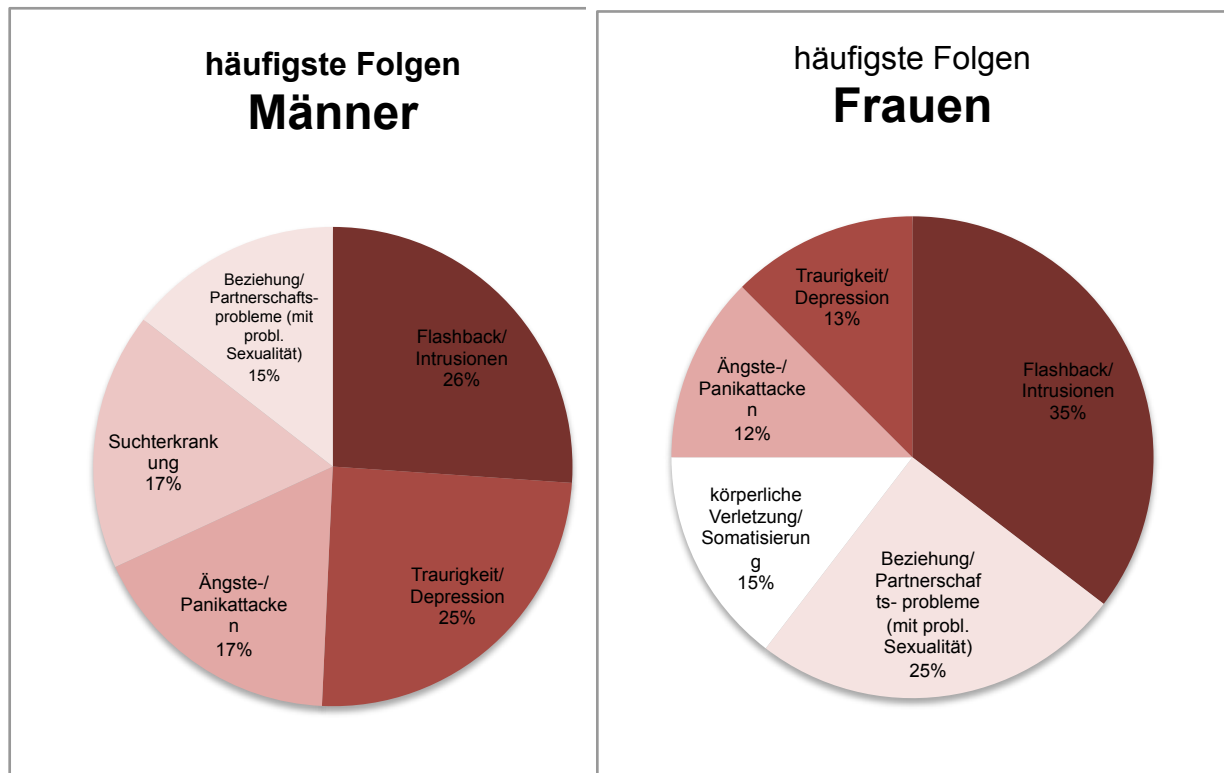 häufigste Folgen
Männer
Beziehung/
Partnerschafts-
probleme (mit
probl.
Sexualität)
15%
Flashback/
Intrusionen
26%
Suchterkrank
ung
17%
Ängste-/
Panikattacke
n
17%
Traurigkeit/
Depression
25%
häufigste Folgen
Frauen
Traurigkeit/
Depression
13%
Flashback/
Intrusionen
35%
Ängste-/
Panikattacke
n
12%
körperliche
Verletzung/
Somatisierun
g
15%
Beziehung/
Partnerschaf
ts- probleme
(mit probl.
Sexualität)
25%